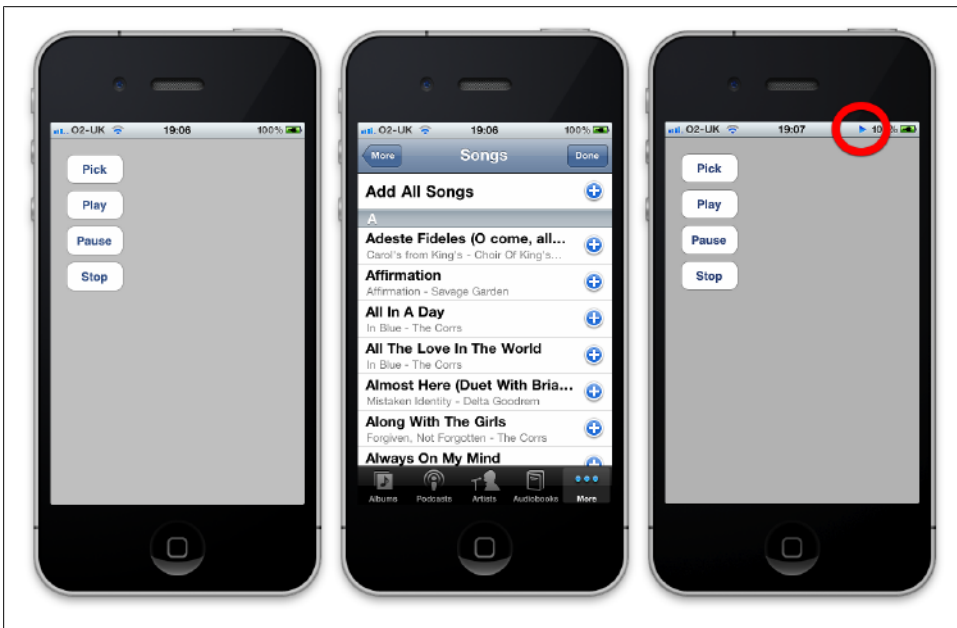 O2-UK 19:06 100%
Pick
Play
Pause
Stop
O2-UK 19:06 100%
More Songs Done
Add All Songs
A
Adeste Fideles (O come, all...
Carol's from King's - Choir Of King's...
Affirmation
Affirmation - Savage Garden
All In A Day
In Blue - The Corrs
All The Love In The World
In Blue - The Corrs
Almost Here (Duet With Bria...
Mistaken Identity - Delta Goodrem
Along With The Girls
Forgiven, Not Forgotten - The Corrs
Always On My Mind
Albums Podcasts Artists Audiobooks More
O2-UK 19:07 100%
Pick
Play
Pause
Stop